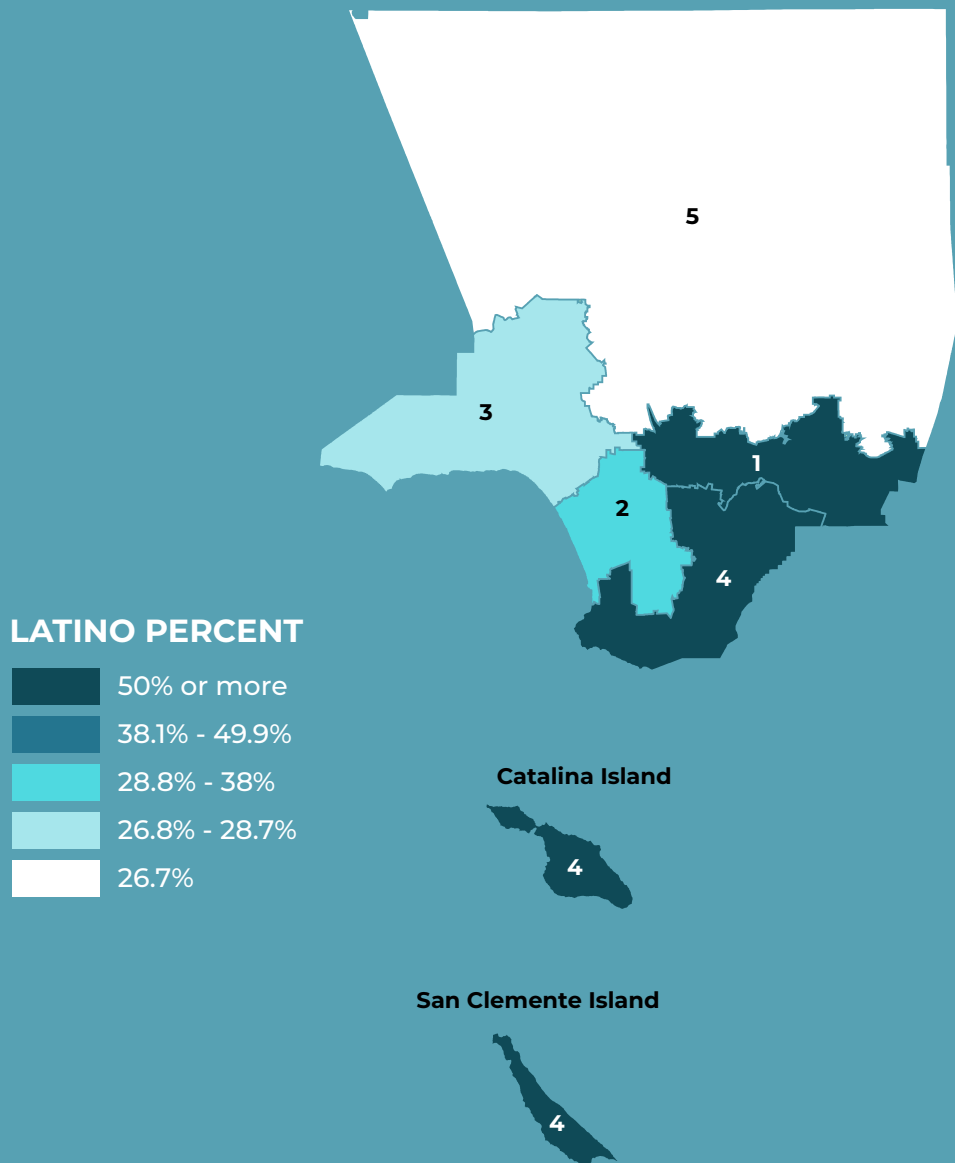 5
3
1
2
4
LATINO PERCENT
50% or more
38.1% - 49.9%
28.8% - 38%
26.8% - 28.7%
26.7%
Catalina Island
4
San Clemente Island
4